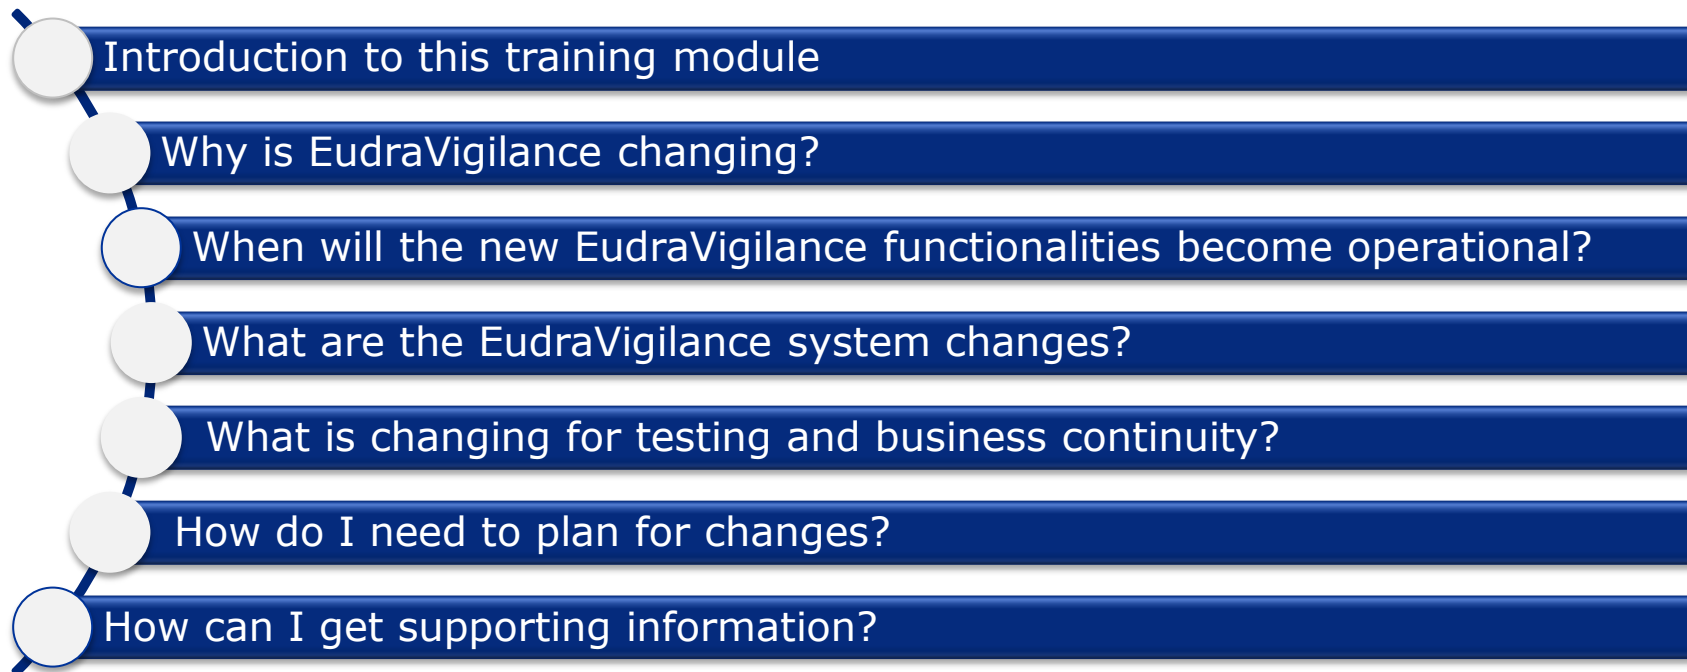 Introduction to this training module
Why is EudraVigilance changing?
When will the new EudraVigilance functionalities become operational?
What are the EudraVigilance system changes?
What is changing for testing and business continuity?
How do I need to plan for changes?
How can I get supporting information?